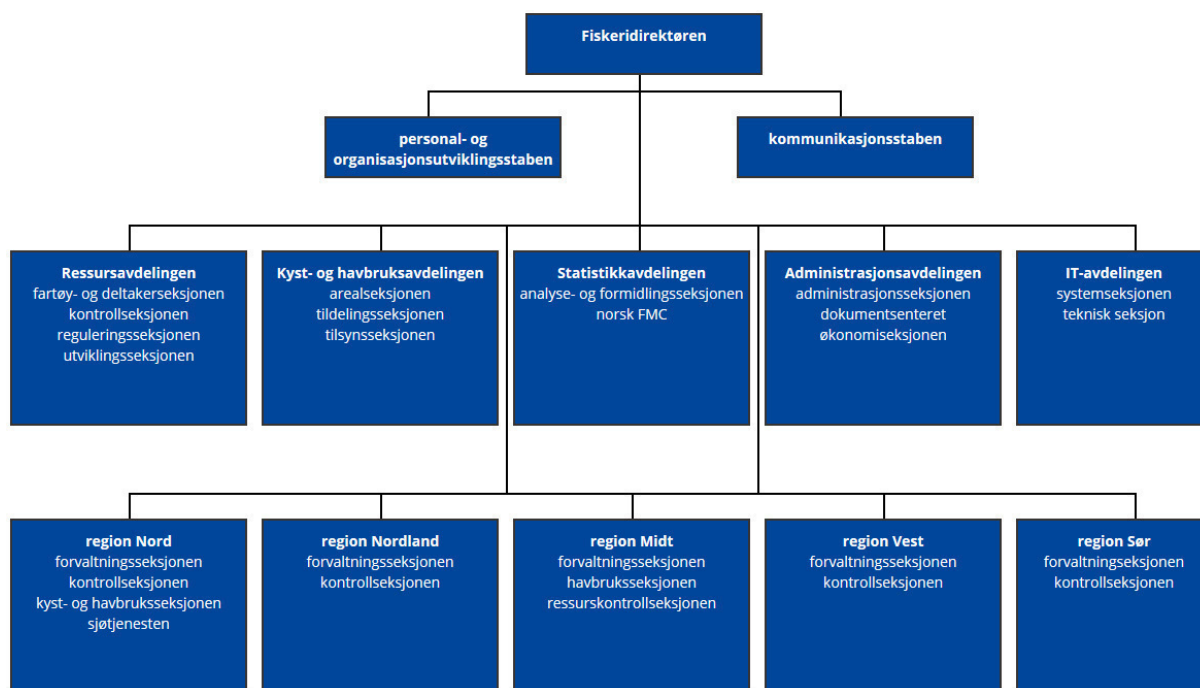 Fiskeridirektøren
personal- og
organisasjonsutviklingsstaben
kommunikasjonsstaben
Ressursavdelingen
fartøy- og deltakerseksjonen
kontrollseksjonen
reguleringsseksjonen
utviklingsseksjonen
Kyst- og havbruksavdelingen
arealseksjonen
tildelingsseksjonen
tilsynsseksjonen
Statistikkavdelingen
analyse- og formidlingsseksjonen
norsk FMC
Administrasjonsavdelingen
administrasjonsseksjonen
dokumentsenteret
økonomiseksjonen
IT-avdelingen
systemseksjonen
teknisk seksjon
region Nord
forvaltningsseksjonen
kontrollseksjonen
kyst- og havbruksseksjonen
sjøtjenesten
region Nordland
forvaltningsseksjonen
kontrollseksjonen
region Midt
forvaltningsseksjonen
havbruksseksjonen
ressurskontrollseksjonen
region Vest
forvaltningsseksjonen
kontrollseksjonen
region Sør
forvaltningseksjonen
kontrollseksjonen